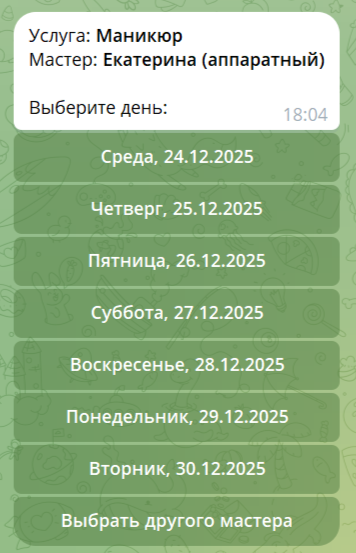 Услуга: Маникюр
Мастер: Екатерина (аппаратный)
Выберите день:
18:04
Среда, 24.12.2025
Четверг, 25.12.2025
Пятница, 26.12.2025
Суббота, 27.12.2025
Воскресенье, 28.12.2025
Понедельник, 29.12.2025
Вторник, 30.12.2025
Выбрать другого мастера